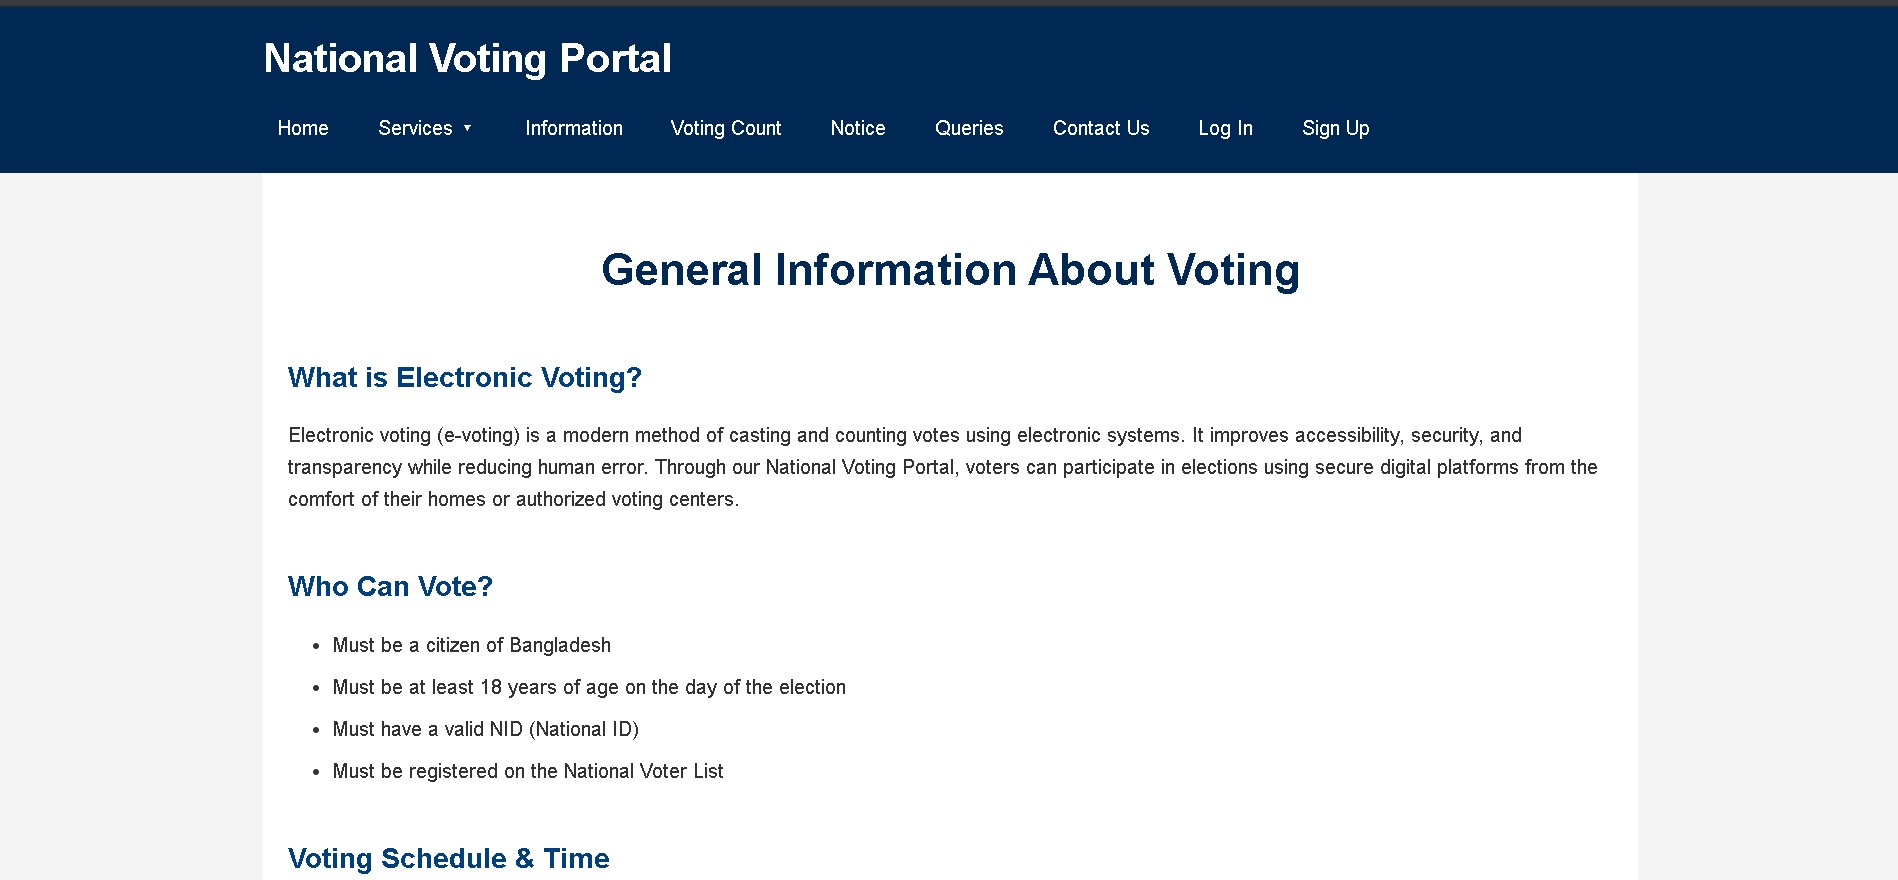 National Voting Portal
Home Services ▼ Information Voting Count Notice Queries Contact Us Log In Sign Up
General Information About Voting
What is Electronic Voting?
Electronic voting (e-voting) is a modern method of casting and counting votes using electronic systems. It improves accessibility, security, and
transparency while reducing human error. Through our National Voting Portal, voters can participate in elections using secure digital platforms from the
comfort of their homes or authorized voting centers.
Who Can Vote?
• Must be a citizen of Bangladesh
• Must be at least 18 years of age on the day of the election
• Must have a valid NID (National ID)
• Must be registered on the National Voter List
Voting Schedule & Time